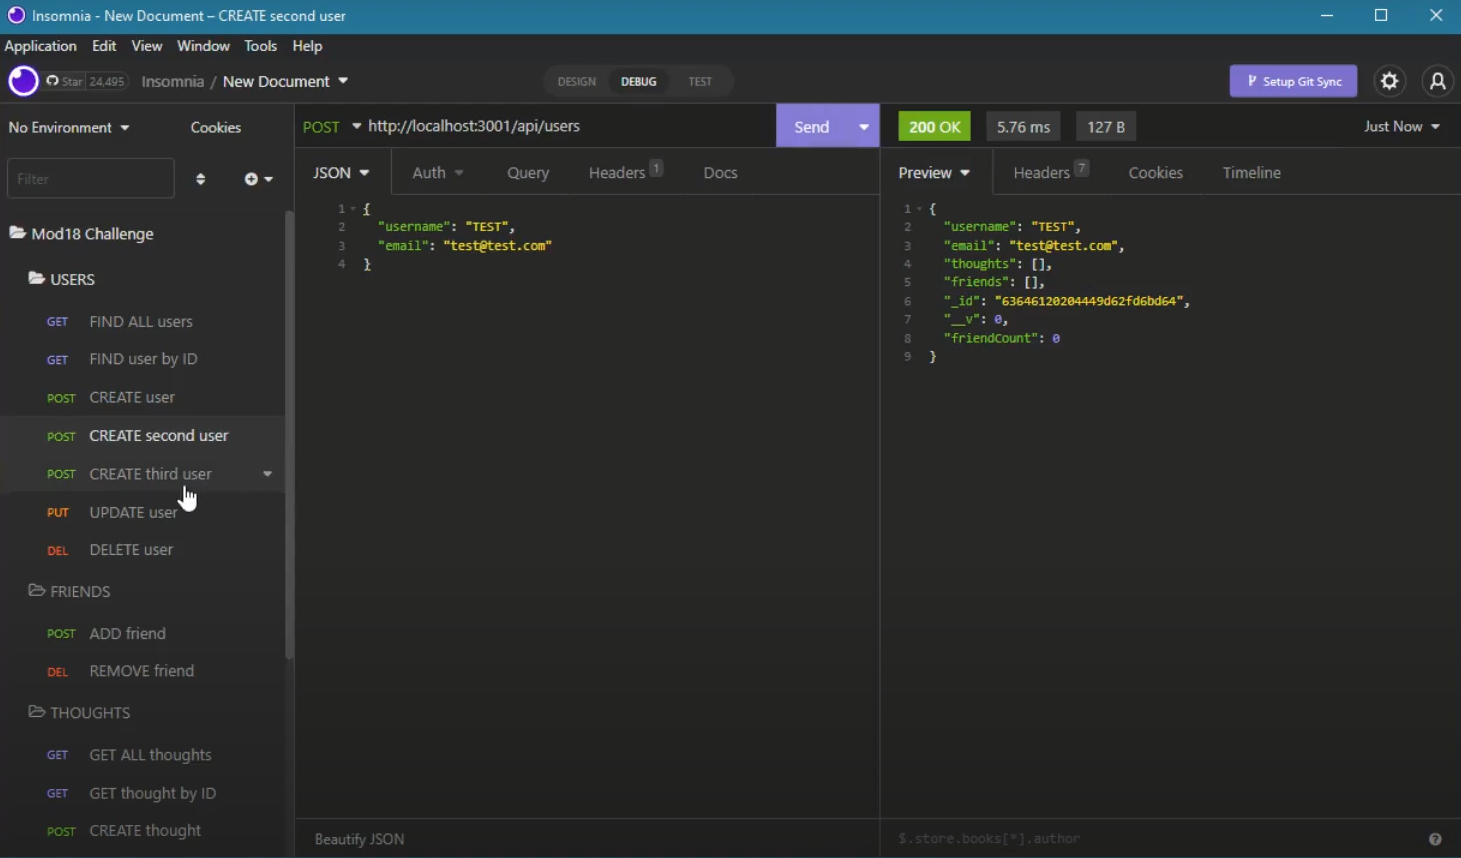 Insomnia - New Document – CREATE second user
Application Edit View Window Tools Help
Star 24,495 Insomnia / New Document DESIGN DEBUG TEST Setup Git Sync
No Environment Cookies POST http://localhost:3001/api/users Send 200 OK 5.76 ms 127 B Just Now
Filter
JSON Auth Query Headers 1 Docs
Preview Headers 7 Cookies Timeline
Mod18 Challenge
USERS
GET FIND ALL users
GET FIND user by ID
POST CREATE user
POST CREATE second user
POST CREATE third user
PUT UPDATE user
DEL DELETE user
FRIENDS
POST ADD friend
DEL REMOVE friend
THOUGHTS
GET GET ALL thoughts
GET GET thought by ID
POST CREATE thought
1 {
2 "username": "TEST",
3 "email": "test@test.com"
4 }
Beautify JSON
1 {
2 "username": "TEST",
3 "email": "test@test.com",
4 "thoughts": [],
5 "friends": [],
6 "_id": "63646120204449d62fd6bd64",
7 "__v": 0,
8 "friendCount": 0
9 }
$.store.books[*].author